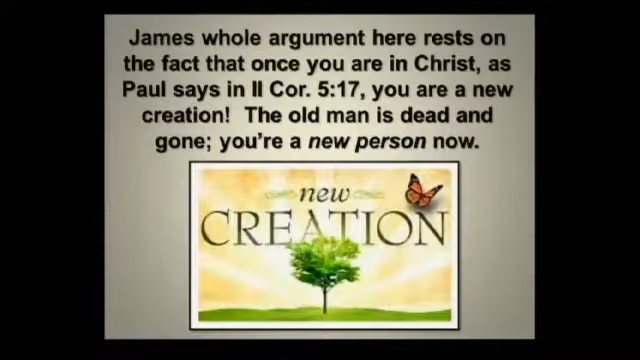 James whole argument here rests on
the fact that once you are in Christ, as
Paul says in II Cor. 5:17, you are a new
creation!  The old man is dead and
gone; you're a new person now.
new
CREATION